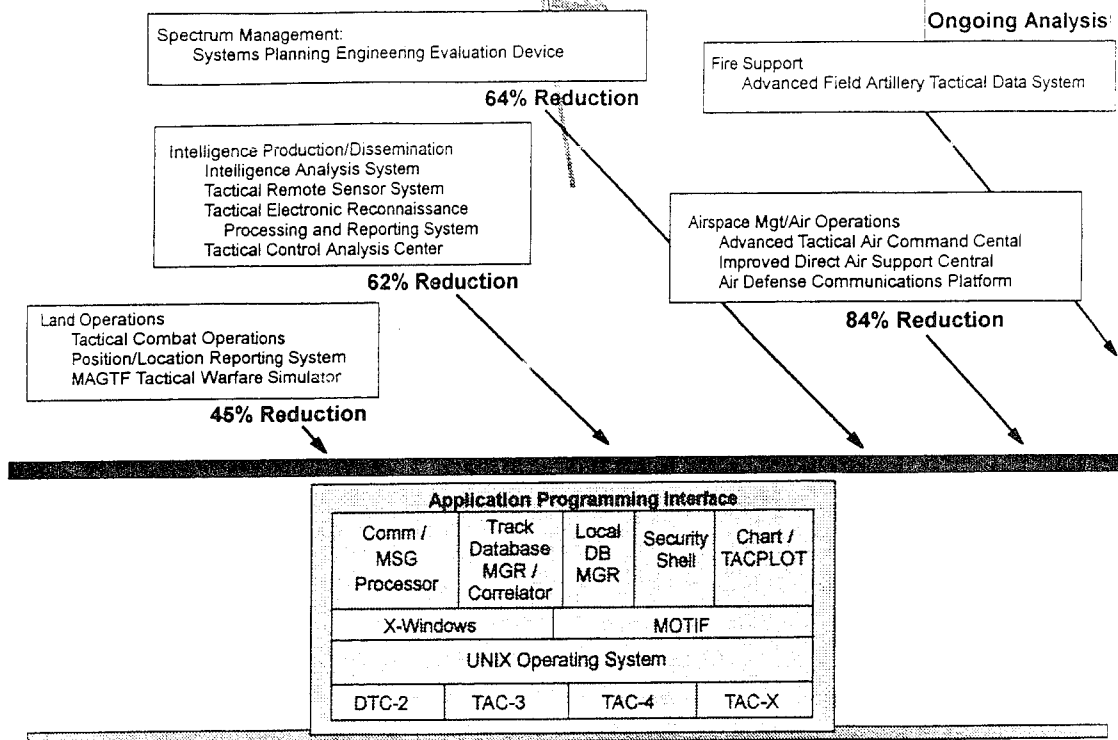 Ongoing Analysis
Spectrum Management:
Systems Planning Engineering Evaluation Device
64% Reduction
Fire Support
Advanced Field Artillery Tactical Data System
Intelligence Production/Dissemination
Intelligence Analysis System
Tactical Remote Sensor System
Tactical Electronic Reconnaissance
Processing and Reporting System
Tactical Control Analysis Center
62% Reduction
Airspace Mgt/Air Operations
Advanced Tactical Air Command Cental
Improved Direct Air Support Central
Air Defense Communications Platform
84% Reduction
Land Operations
Tactical Combat Operations
Position/Location Reporting System
MAGTF Tactical Warfare Simulator
45% Reduction
Application Programming Interface
Comm /
MSG
Processor
Track
Database
MGR /
Correlator
Local
DB
MGR
Security
Shell
Chart /
TACPLOT
X-Windows
MOTIF
UNIX Operating System
DTC-2
TAC-3
TAC-4
TAC-X